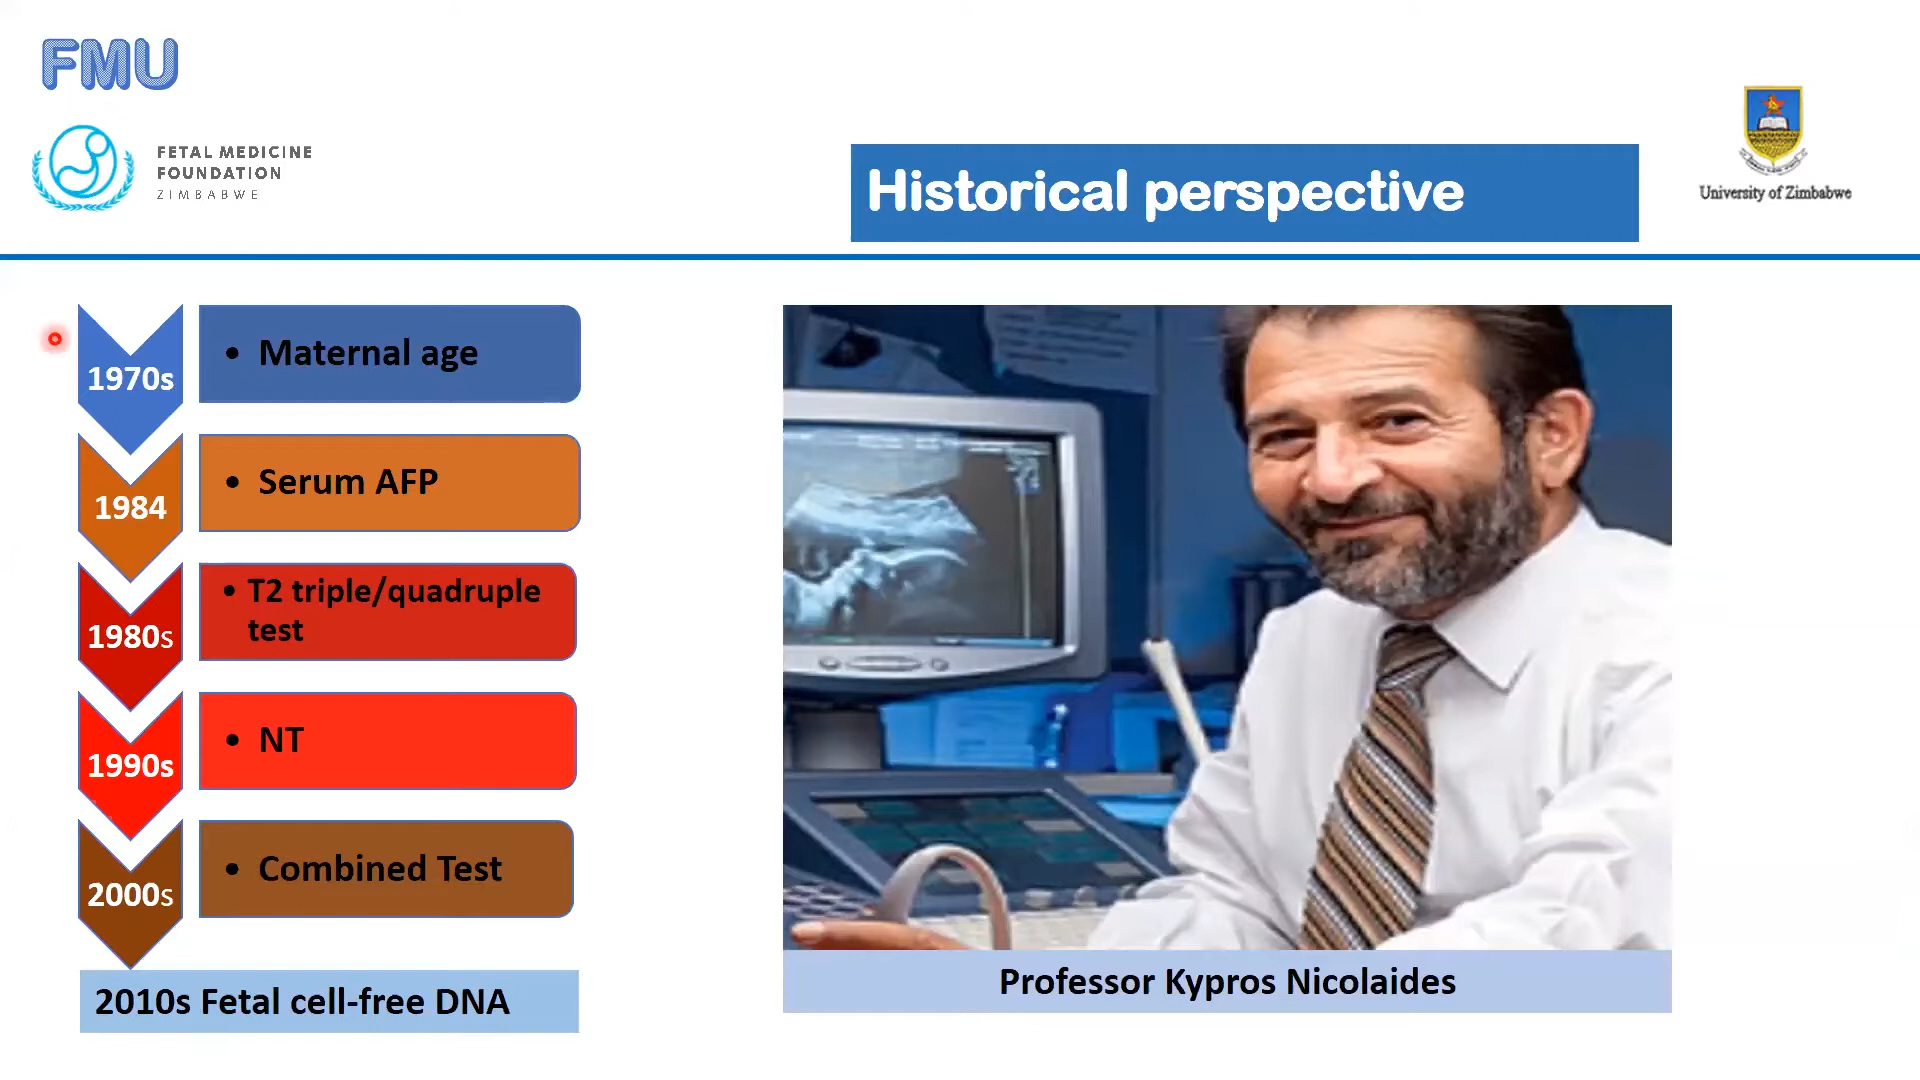 FMU
FETAL MEDICINE
FOUNDATION
ZIMBABWE
Historical perspective
University of Zimbabwe
1970s
• Maternal age
1984
• Serum AFP
1980s
• T2 triple/quadruple
test
1990s
• NT
2000s
• Combined Test
2010s Fetal cell-free DNA
Professor Kypros Nicolaides